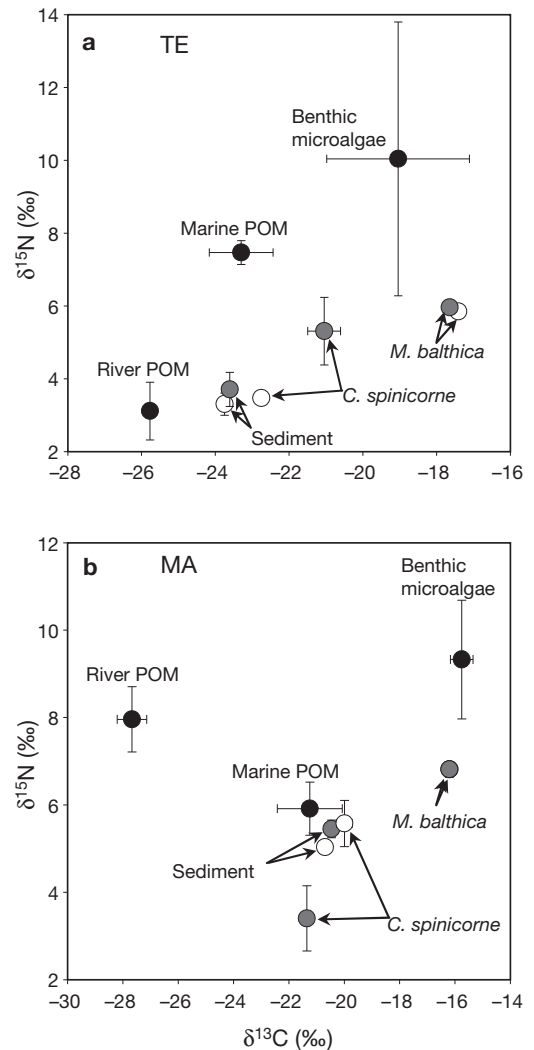 a TE
14
12
10
8
6
4
2
δ15N (‰)
Benthic
microalgae
Marine POM
M. balthica
River POM
C. spinicorne
Sediment
–28 –26 –24 –22 –20 –18 –16
b MA
12
10
8
6
4
2
δ15N (‰)
Benthic
microalgae
River POM
Marine POM
M. balthica
Sediment
C. spinicorne
–30 –28 –26 –24 –22 –20 –18 –16 –14
δ13C (‰)